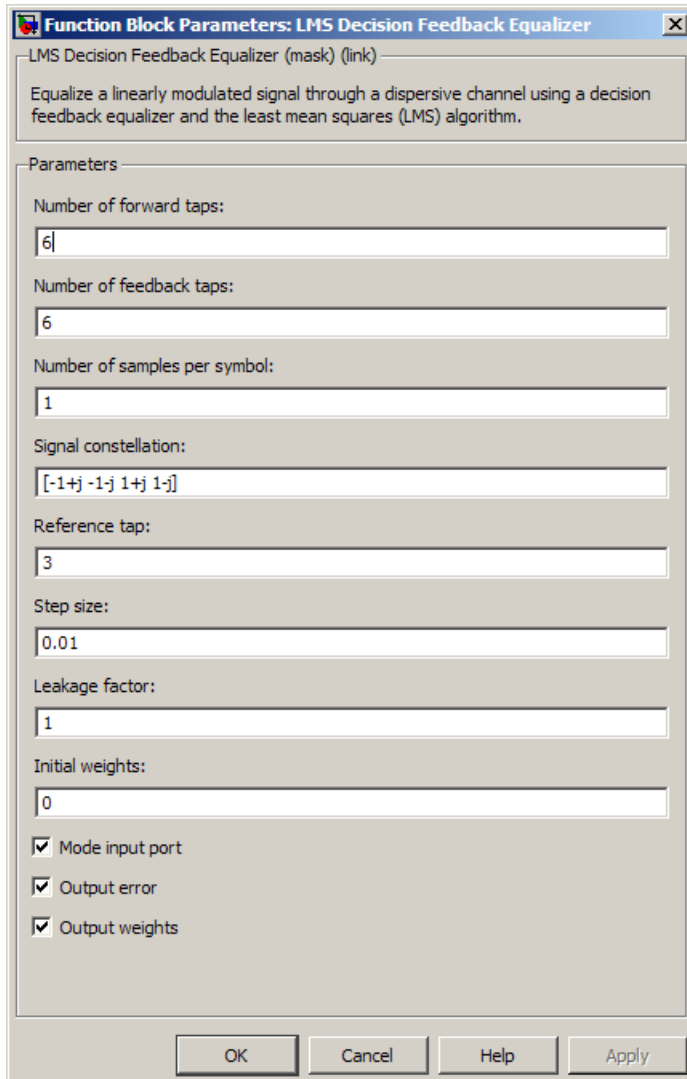 Function Block Parameters: LMS Decision Feedback Equalizer
LMS Decision Feedback Equalizer (mask) (link)
Equalize a linearly modulated signal through a dispersive channel using a decision
feedback equalizer and the least mean squares (LMS) algorithm.
Parameters
Number of forward taps:
6
Number of feedback taps:
6
Number of samples per symbol:
1
Signal constellation:
[-1+j -1-j 1+j 1-j]
Reference tap:
3
Step size:
0.01
Leakage factor:
1
Initial weights:
0
Mode input port
Output error
Output weights
OK Cancel Help Apply